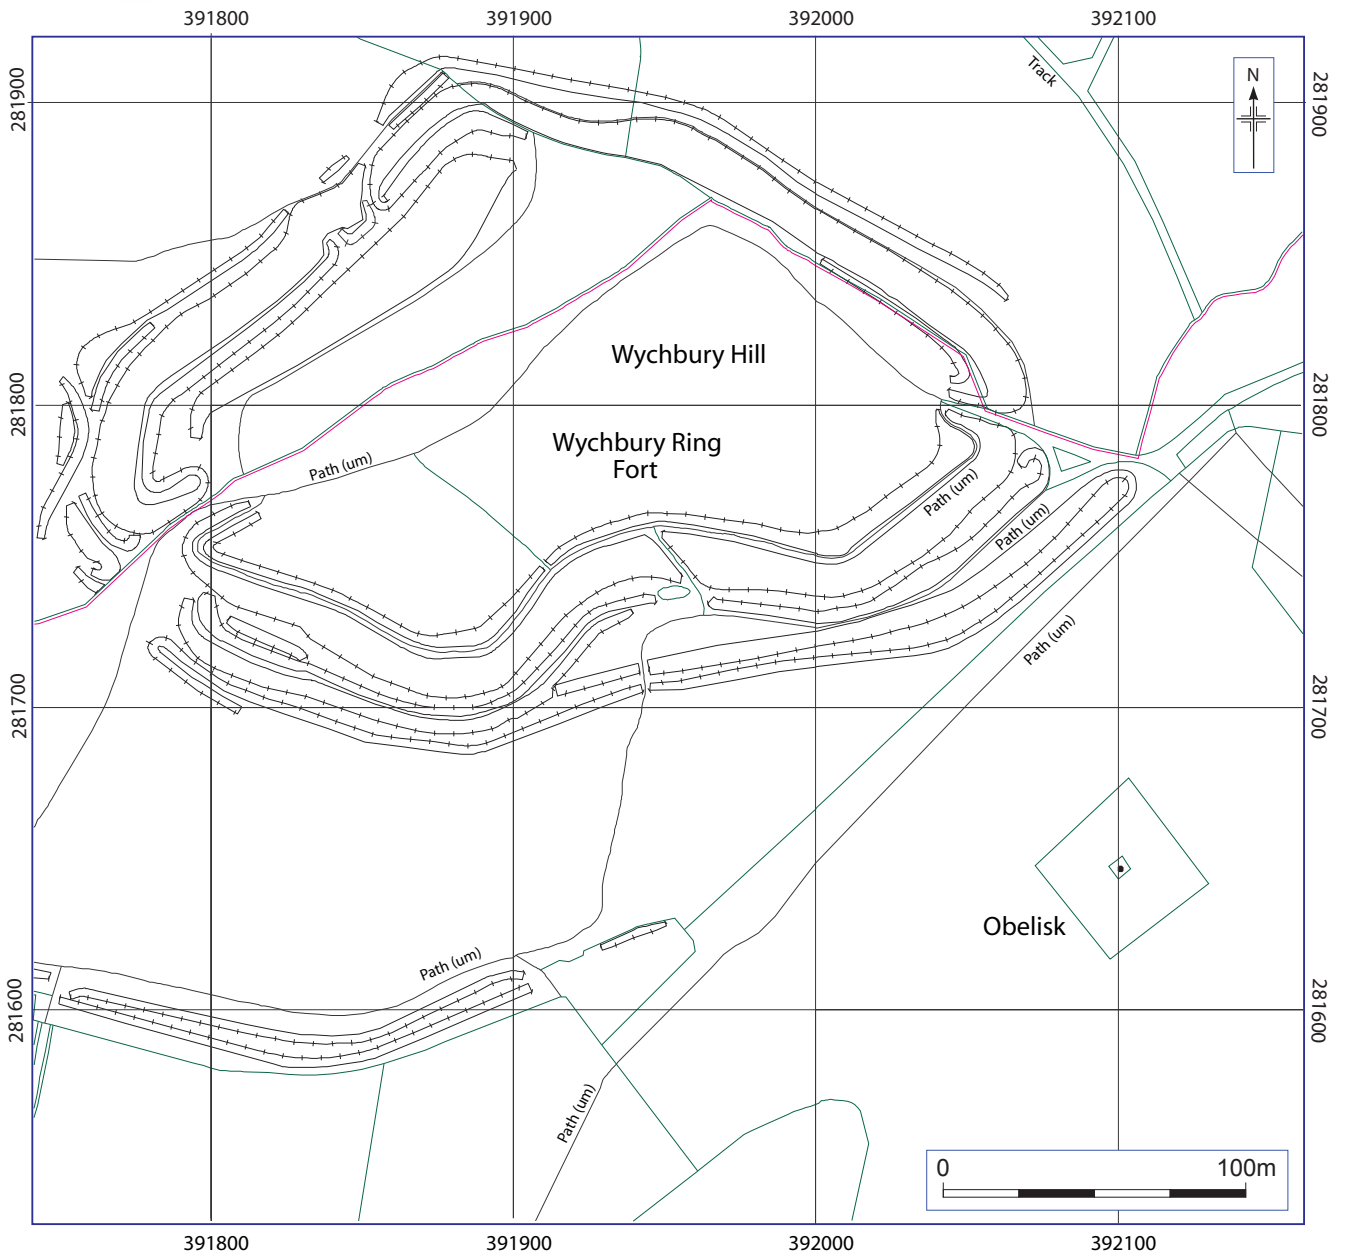 391800
391900
392000
392100
281900
281900
Track
N
Wychbury Hill
281800
281800
Wychbury Ring
Fort
Path (um)
Path (um)
Path (um)
Path (um)
281700
281700
Obelisk
Path (um)
281600
281600
Path (um)
0
100m
391800
391900
392000
392100